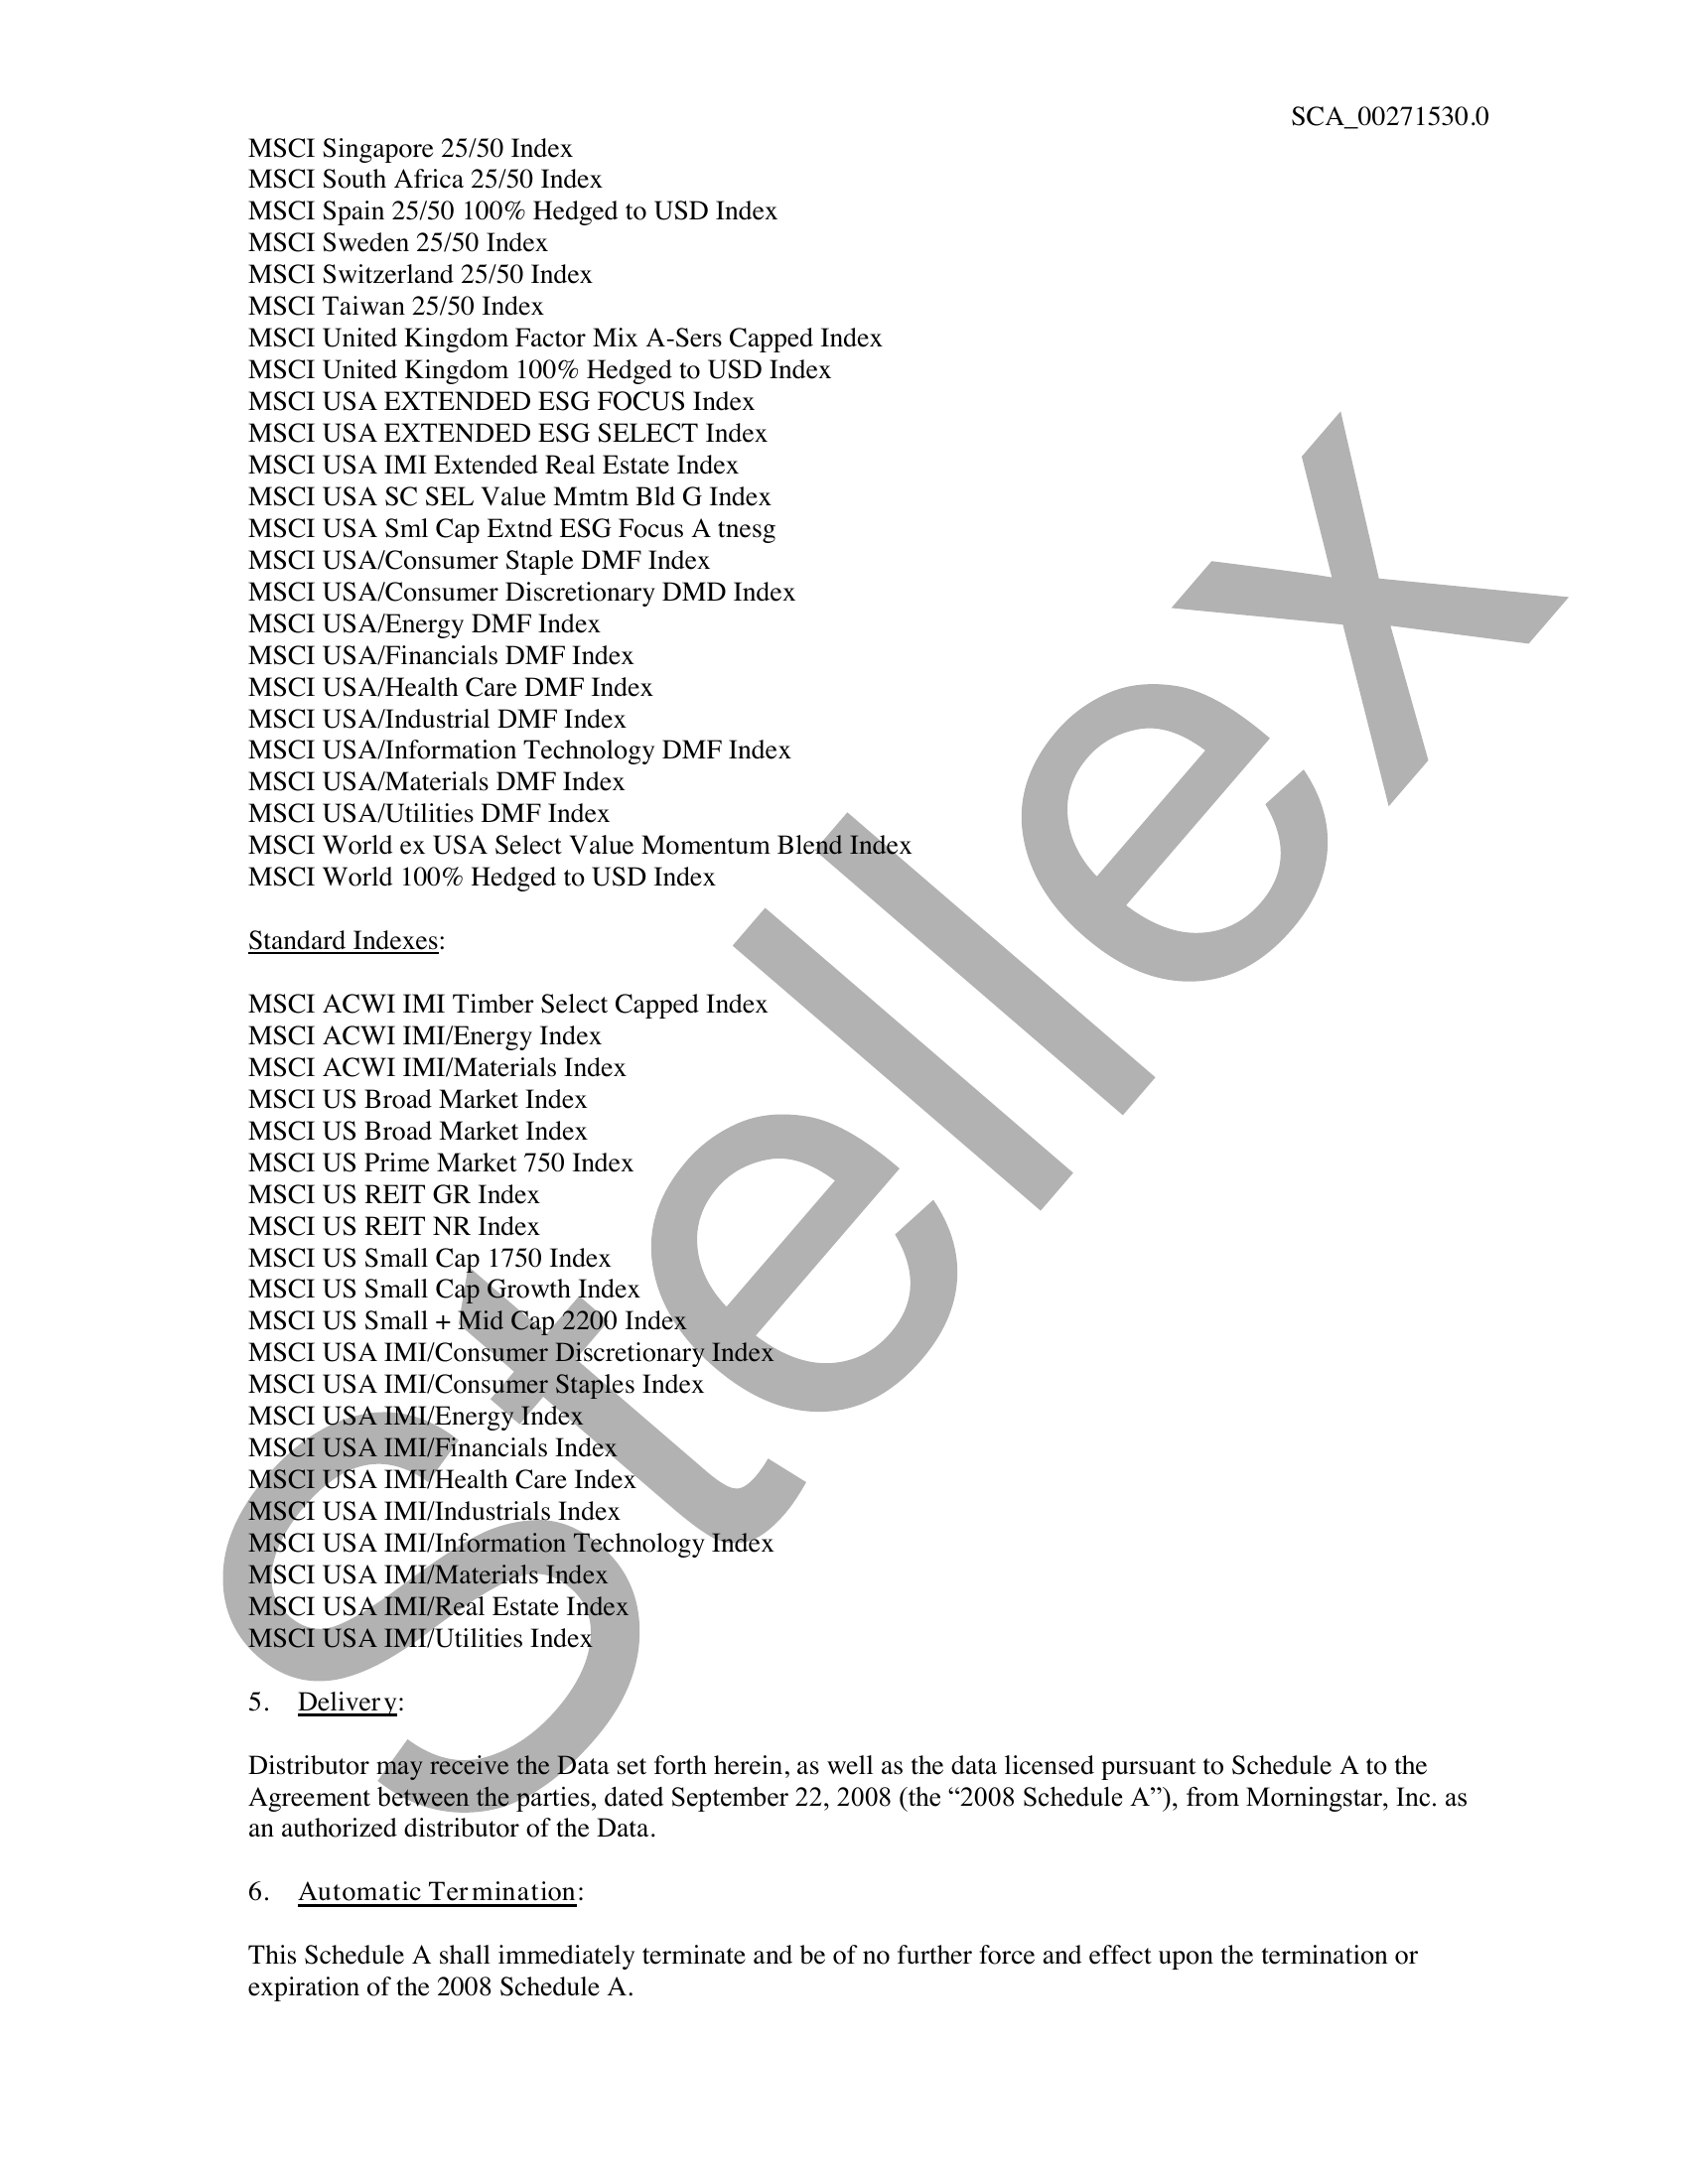 SCA_00271530.0
MSCI Singapore 25/50 Index
MSCI South Africa 25/50 Index
MSCI Spain 25/50 100% Hedged to USD Index
MSCI Sweden 25/50 Index
MSCI Switzerland 25/50 Index
MSCI Taiwan 25/50 Index
MSCI United Kingdom Factor Mix A-Sers Capped Index
MSCI United Kingdom 100% Hedged to USD Index
MSCI USA EXTENDED ESG FOCUS Index
MSCI USA EXTENDED ESG SELECT Index
MSCI USA IMI Extended Real Estate Index
MSCI USA SC SEL Value Mmtm Bld G Index
MSCI USA Sml Cap Extnd ESG Focus A tnesg
MSCI USA/Consumer Staple DMF Index
MSCI USA/Consumer Discretionary DMD Index
MSCI USA/Energy DMF Index
MSCI USA/Financials DMF Index
MSCI USA/Health Care DMF Index
MSCI USA/Industrial DMF Index
MSCI USA/Information Technology DMF Index
MSCI USA/Materials DMF Index
MSCI USA/Utilities DMF Index
MSCI World ex USA Select Value Momentum Blend Index
MSCI World 100% Hedged to USD Index
Standard Indexes:
MSCI ACWI IMI Timber Select Capped Index
MSCI ACWI IMI/Energy Index
MSCI ACWI IMI/Materials Index
MSCI US Broad Market Index
MSCI US Broad Market Index
MSCI US Prime Market 750 Index
MSCI US REIT GR Index
MSCI US REIT NR Index
MSCI US Small Cap 1750 Index
MSCI US Small Cap Growth Index
MSCI US Small + Mid Cap 2200 Index
MSCI USA IMI/Consumer Discretionary Index
MSCI USA IMI/Consumer Staples Index
MSCI USA IMI/Energy Index
MSCI USA IMI/Financials Index
MSCI USA IMI/Health Care Index
MSCI USA IMI/Industrials Index
MSCI USA IMI/Information Technology Index
MSCI USA IMI/Materials Index
MSCI USA IMI/Real Estate Index
MSCI USA IMI/Utilities Index
5. Delivery:
Distributor may receive the Data set forth herein, as well as the data licensed pursuant to Schedule A to the
Agreement between the parties, dated September 22, 2008 (the “2008 Schedule A”), from Morningstar, Inc. as
an authorized distributor of the Data.
6. Automatic Termination:
This Schedule A shall immediately terminate and be of no further force and effect upon the termination or
expiration of the 2008 Schedule A.
Stellex